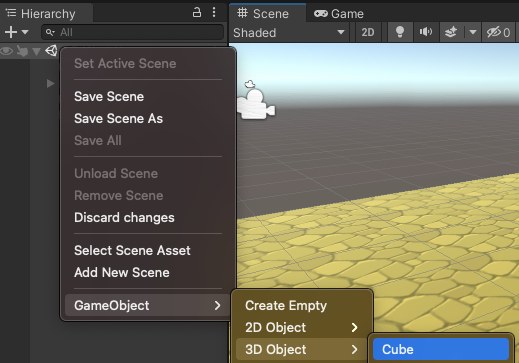 Hierarchy
All
Scene
Game
Shaded
2D
0
Set Active Scene
Save Scene
Save Scene As
Save All
Unload Scene
Remove Scene
Discard changes
Select Scene Asset
Add New Scene
GameObject
Create Empty
2D Object
3D Object
Cube